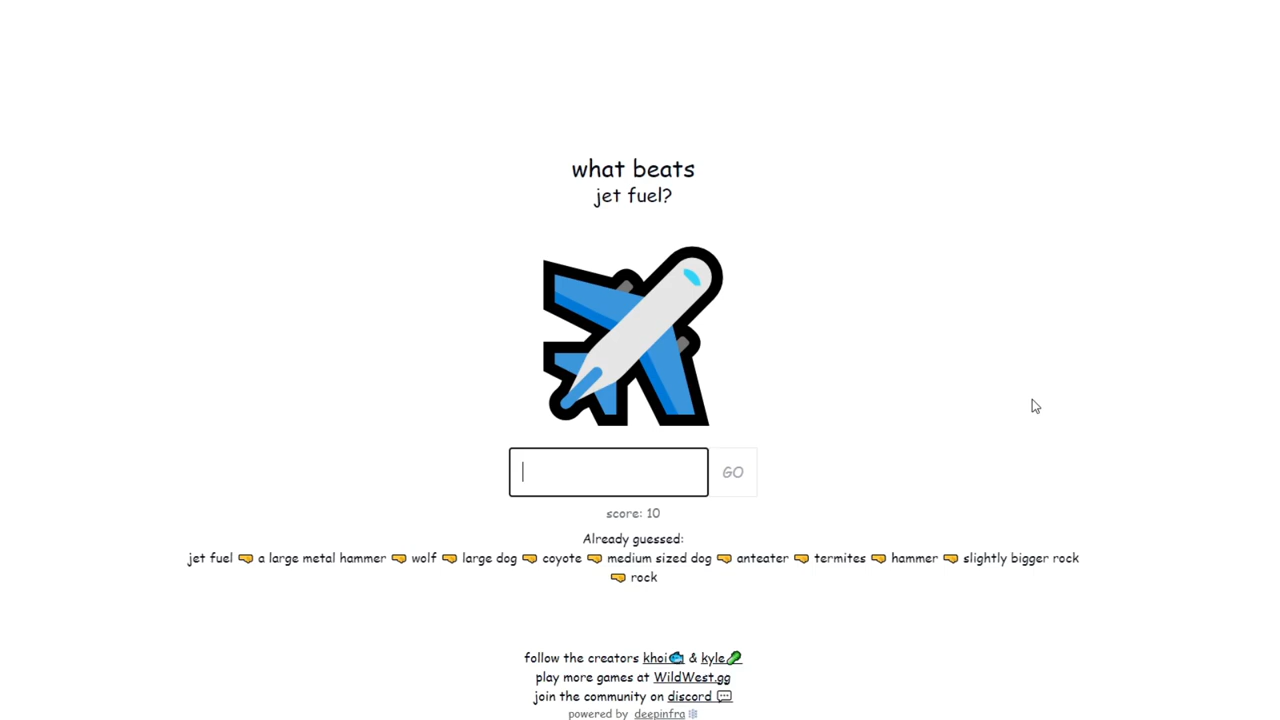 what beats
jet fuel?
GO
score: 10
Already guessed:
jet fuel 🤜 a large metal hammer 🤜 wolf 🤜 large dog 🤜 coyote 🤜 medium sized dog 🤜 anteater 🤜 termites 🤜 hammer 🤜 slightly bigger rock
🤜 rock
follow the creators khoi🐟 & kyle🥒
play more games at WildWest.gg
join the community on discord 💬
powered by deepinfra